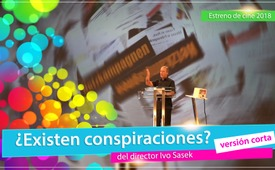 Estreno de cine 2018
¿Existen conspiraciones?
versión corta
del director Ivo Sasek